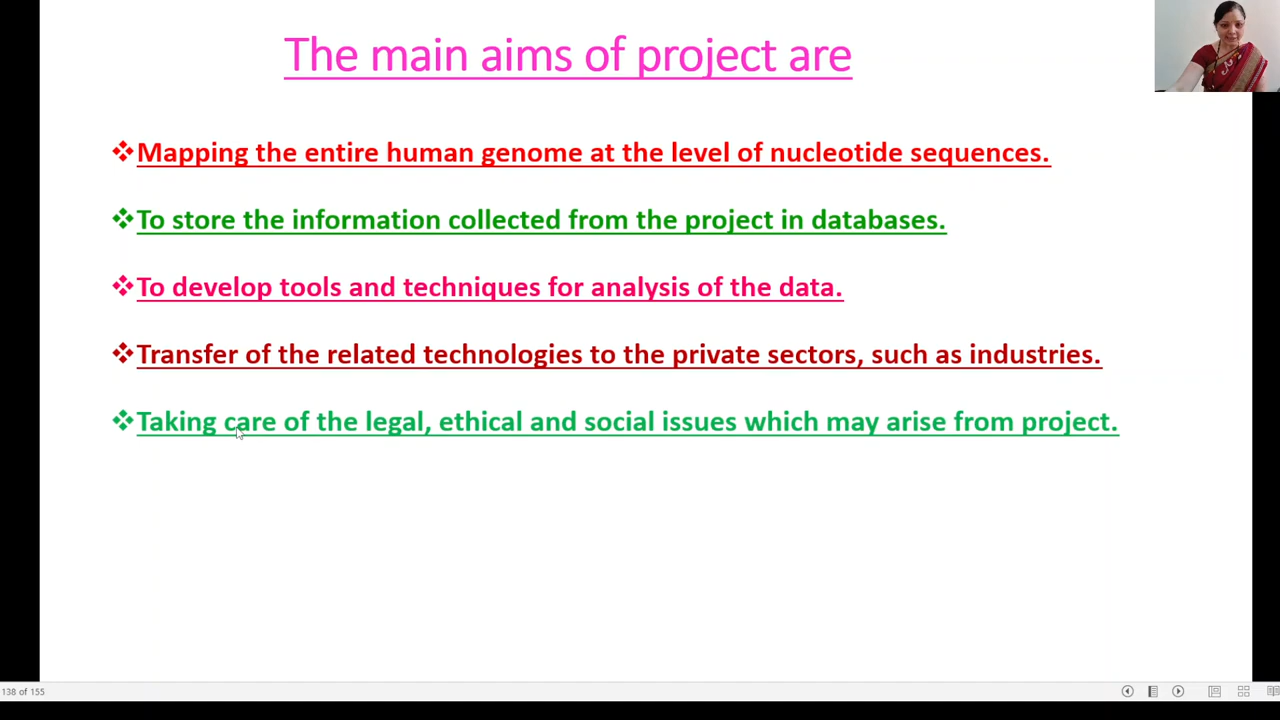 The main aims of project are
❖Mapping the entire human genome at the level of nucleotide sequences.
❖To store the information collected from the project in databases.
❖To develop tools and techniques for analysis of the data.
❖Transfer of the related technologies to the private sectors, such as industries.
❖Taking care of the legal, ethical and social issues which may arise from project.
138 of 155